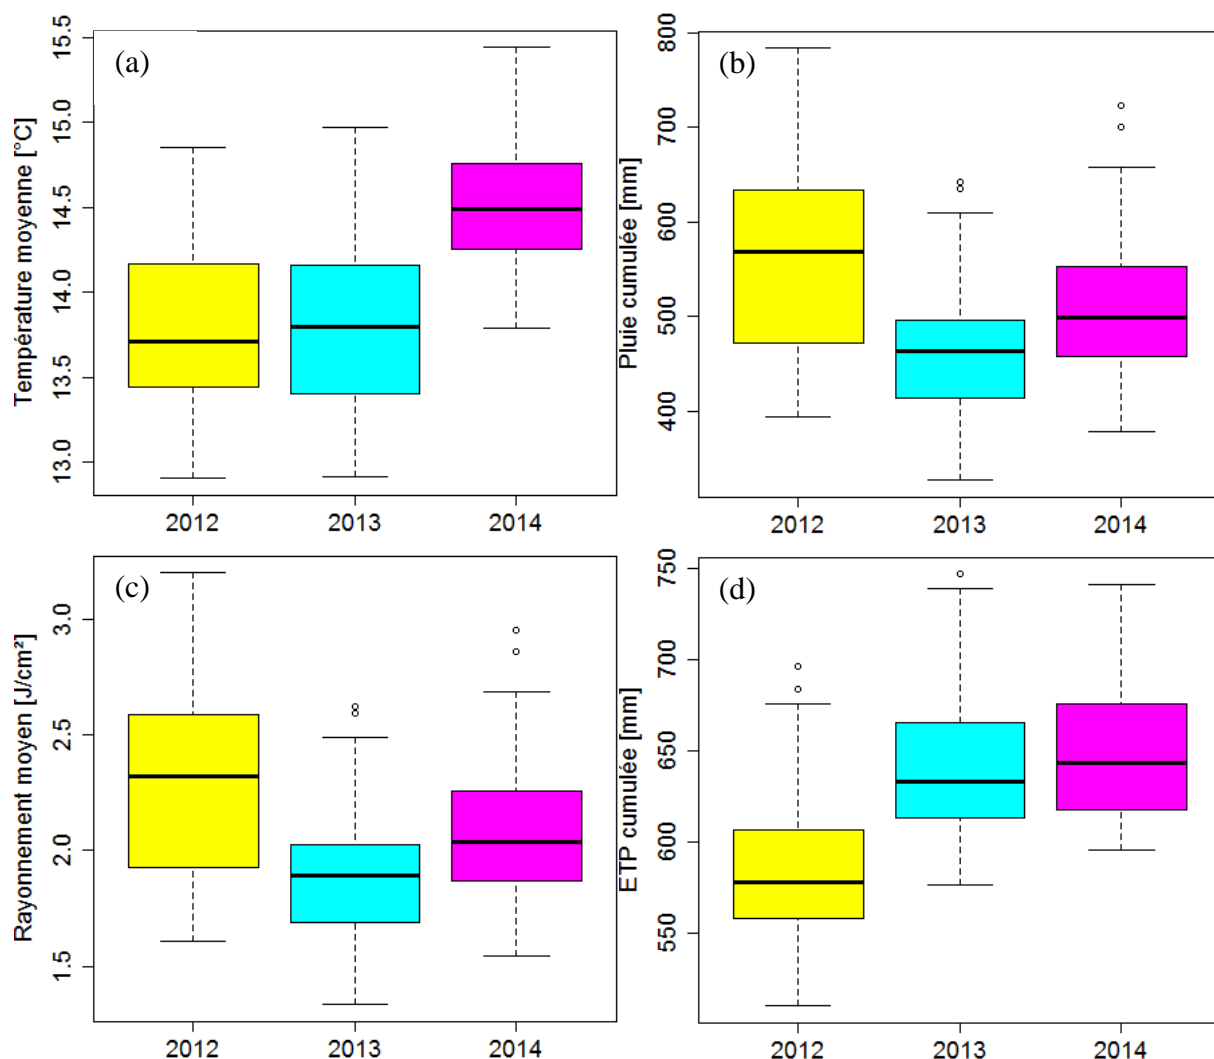 (a)
Température moyenne [°C]
15.5
15.0
14.5
14.0
13.5
13.0
2012 2013 2014
(b)
Pluie cumulée [mm]
800
700
600
500
400
2012 2013 2014
(c)
Rayonnement moyen [J/cm²]
3.0
2.5
2.0
1.5
2012 2013 2014
(d)
ETP cumulée [mm]
750
700
650
600
550
2012 2013 2014